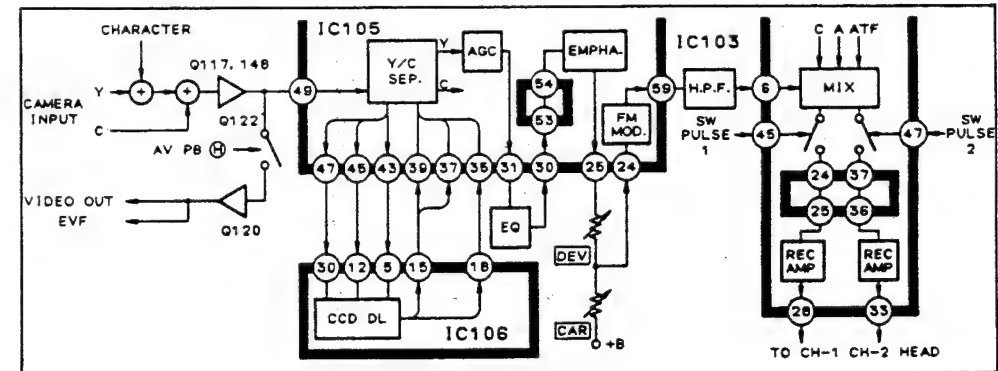 CHARACTER
IC105
IC103
C A ATF
Q117, 148
Y/C
SEP.
Y
C
AGC
EMPHA-
54
53
FM
MOD.
59
H.P.F.
6
MIX
Y
CAMERA
INPUT
C
49
Q122
AV PB H
SW
PULSE
1
45
47
SW
PULSE
2
47
45
43
39
37
35
31
30
25
24
24
37
25
36
VIDEO OUT
EVF
Q120
EQ
DEV
REC
AMP
REC
AMP
30
12
5
15
18
CCD DL
IC106
CAR
+B
28
33
TO CH-1 CH-2 HEAD